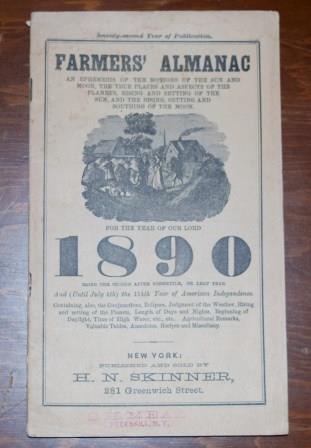 Seventy-second Year of Publication.
FARMERS' ALMANAC
AN EPHEMERIS OF THE MOTIONS OF THE SUN AND
MOON, THE TRUE PLACES AND ASPECTS OF THE
PLANETS, RISING AND SETTING OF THE
SUN, AND THE RISING, SETTING AND
SOUTHING OF THE MOON.
FOR THE YEAR OF OUR LORD
1890
BEING THE SECOND AFTER BISSEXTILE, OR LEAP YEAR
And (Until July 4th) the 114th Year of American Independence.
Containing, also, the Conjunctions, Eclipses, Judgment of the Weather, Rising
and setting of the Planets, Length of Days and Nights, Beginning of
Daylight, Time of High Water, etc., etc. Agricultural Remarks,
Valuable Tables, Anecdotes, Recipes and Miscellany.
NEW YORK:
PUBLISHED AND SOLD BY
H. N. SKINNER,
281 Greenwich Street.
PEEKSKILL, N.Y.